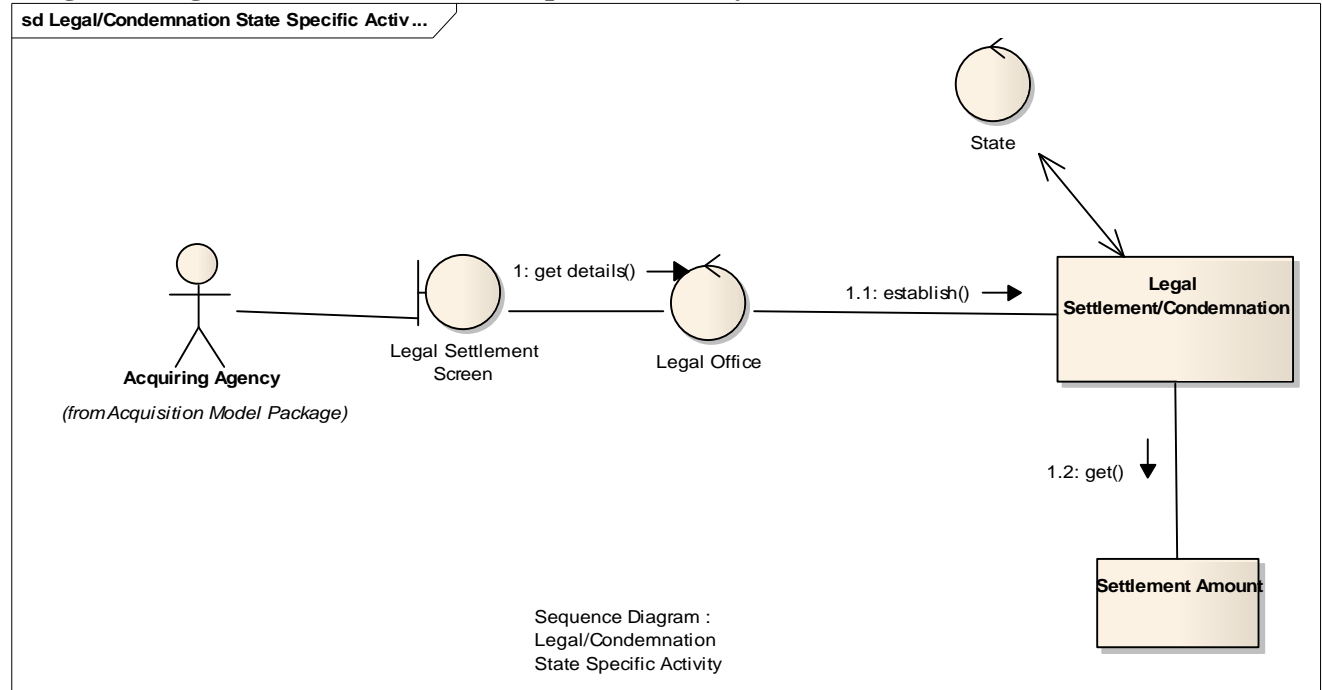 sd Legal/Condemnation State Specific Activ...
State
1: get details()
1.1: establish()
Legal
Settlement/Condemnation
Legal Settlement
Screen
Legal Office
Acquiring Agency
(from Acquisition Model Package)
1.2: get()
Settlement Amount
Sequence Diagram :
Legal/Condemnation
State Specific Activity